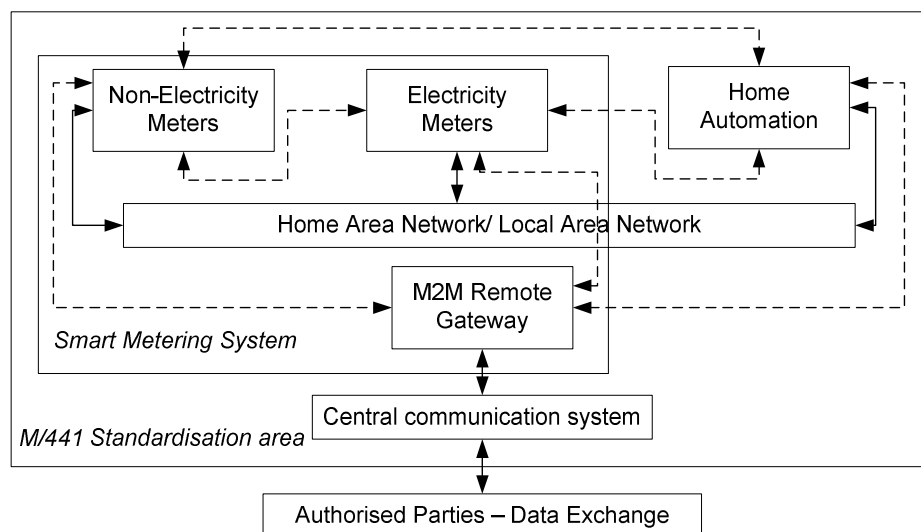 Non-Electricity
Meters
Electricity
Meters
Home
Automation
Home Area Network/ Local Area Network
M2M Remote
Gateway
Smart Metering System
Central communication system
M/441 Standardisation area
Authorised Parties – Data Exchange